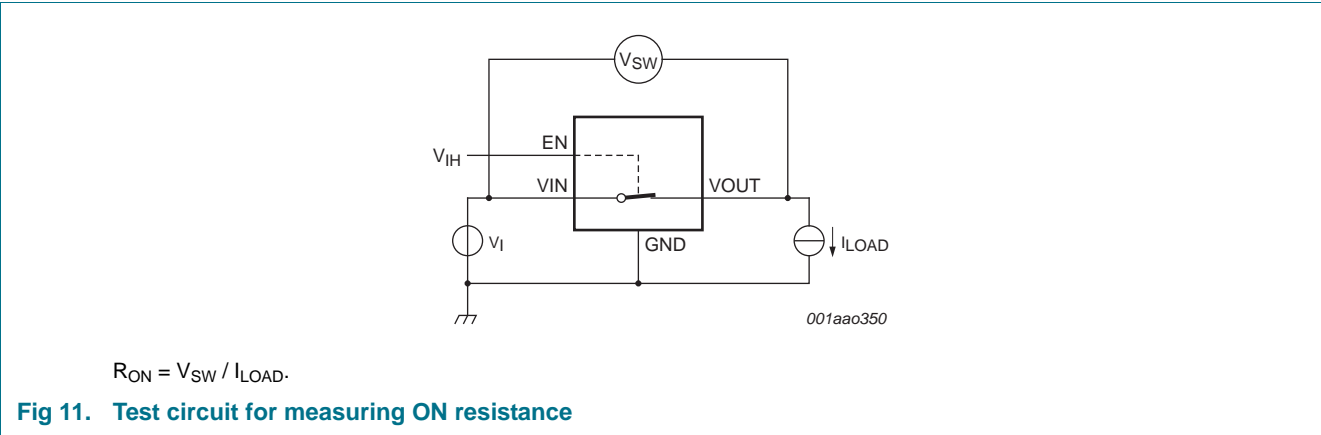 VSW
EN
VIH
VIN
VOUT
VI
GND
ILOAD
001aao350
RON = VSW / ILOAD.
Fig 11. Test circuit for measuring ON resistance